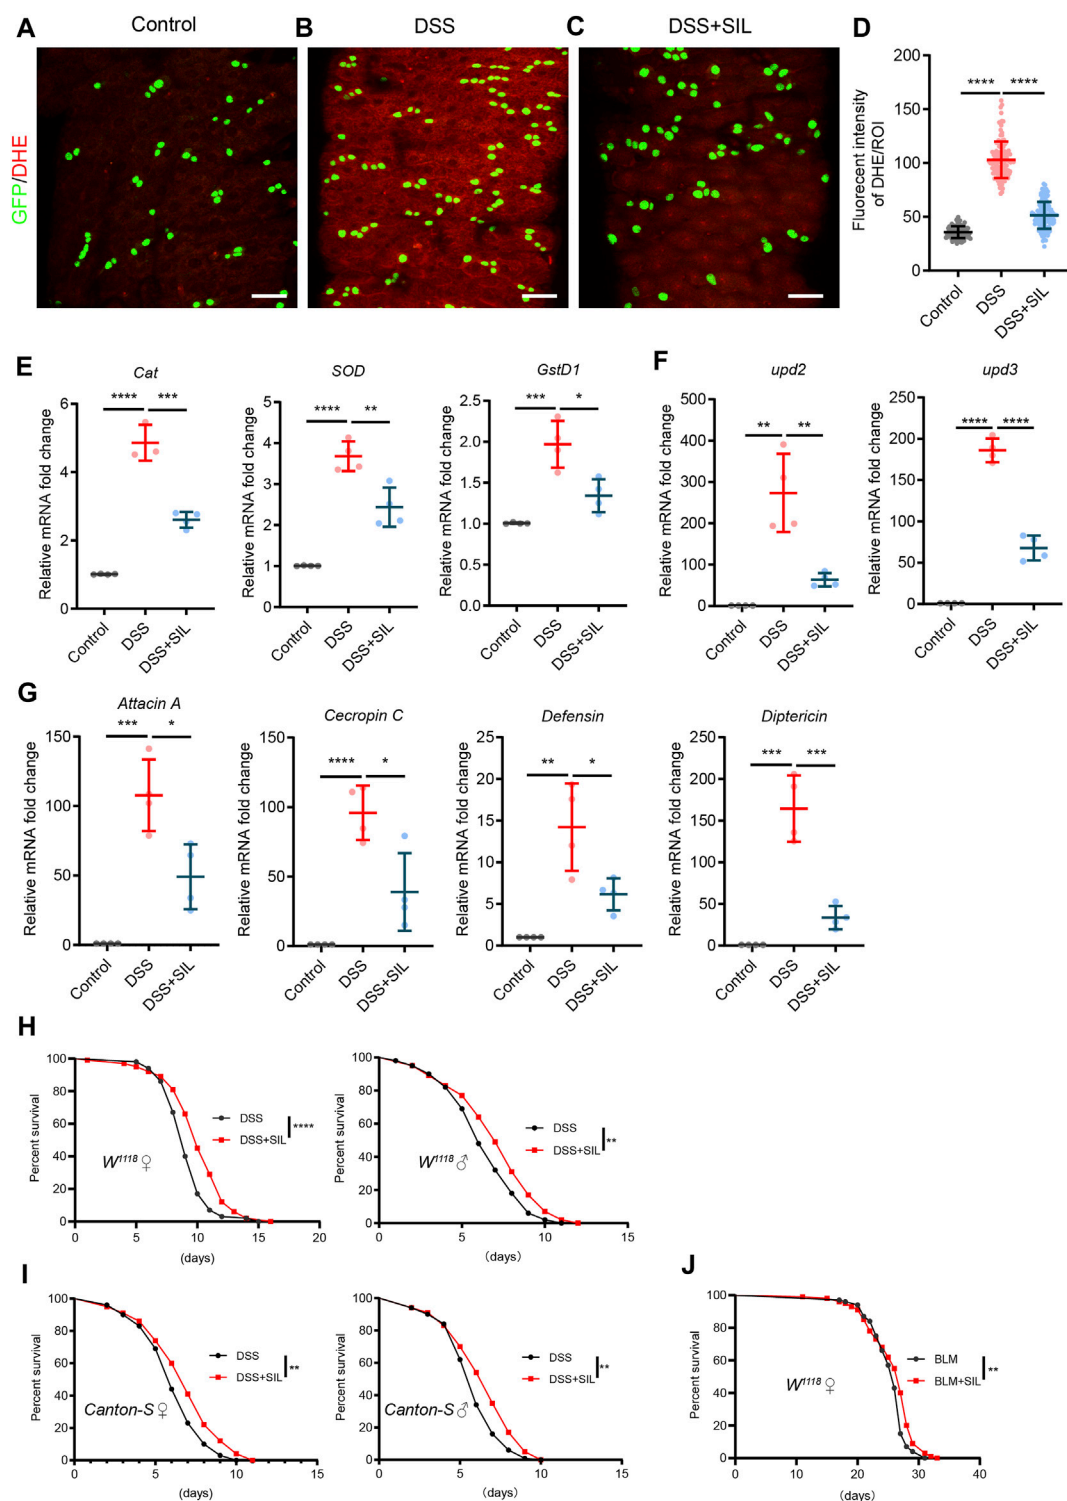 A Control B DSS C DSS+SIL D
GFP/DHE
Fluorecent intensity
of DHE/ROI
200
150
100
50
0
**** ****
Control DSS DSS+SIL
E Cat SOD GstD1 F upd2 upd3
Relative mRNA fold change
6
4
2
0
**** ***
Control DSS DSS+SIL
Relative mRNA fold change
5
4
3
2
1
0
**** **
Control DSS DSS+SIL
Relative mRNA fold change
2.5
2.0
1.5
1.0
0.5
0.0
*** *
Control DSS DSS+SIL
Relative mRNA fold change
500
400
300
200
100
0
** **
Control DSS DSS+SIL
Relative mRNA fold change
250
200
150
100
50
0
**** ****
Control DSS DSS+SIL
G Attacin A Cecropin C Defensin Diptericin
Relative mRNA fold change
150
100
50
0
*** *
Control DSS DSS+SIL
Relative mRNA fold change
150
100
50
0
**** *
Control DSS DSS+SIL
Relative mRNA fold change
25
20
15
10
5
0
** *
Control DSS DSS+SIL
Relative mRNA fold change
250
200
150
100
50
0
*** ***
Control DSS DSS+SIL
H
Percent survival
100
80
60
40
20
0
DSS
DSS+SIL
****
W1118♀
0 5 10 15 20
(days)
Percent survival
100
80
60
40
20
0
DSS
DSS+SIL
**
W1118♂
0 5 10 15
(days)
I
Percent survival
100
80
60
40
20
0
DSS
DSS+SIL
**
Canton-S♀
0 5 10 15
(days)
Percent survival
100
80
60
40
20
0
DSS
DSS+SIL
**
Canton-S♂
0 5 10 15
(days)
J
Percent survival
100
80
60
40
20
0
BLM
BLM+SIL
**
W1118♀
0 10 20 30 40
(days)